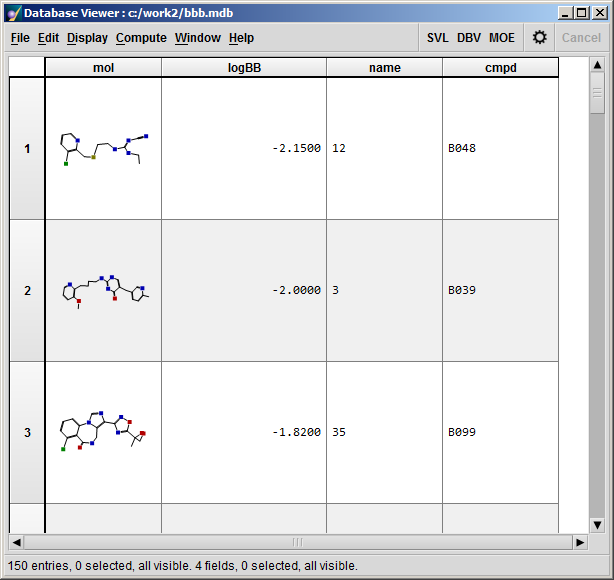 Database Viewer : c:/work2/bbb.mdb
File Edit Display Compute Window Help SVL DBV MOE Cancel
mol logBB name cmpd
1 -2.1500 12 B048
2 -2.0000 3 B039
3 -1.8200 35 B099
150 entries, 0 selected, all visible. 4 fields, 0 selected, all visible.